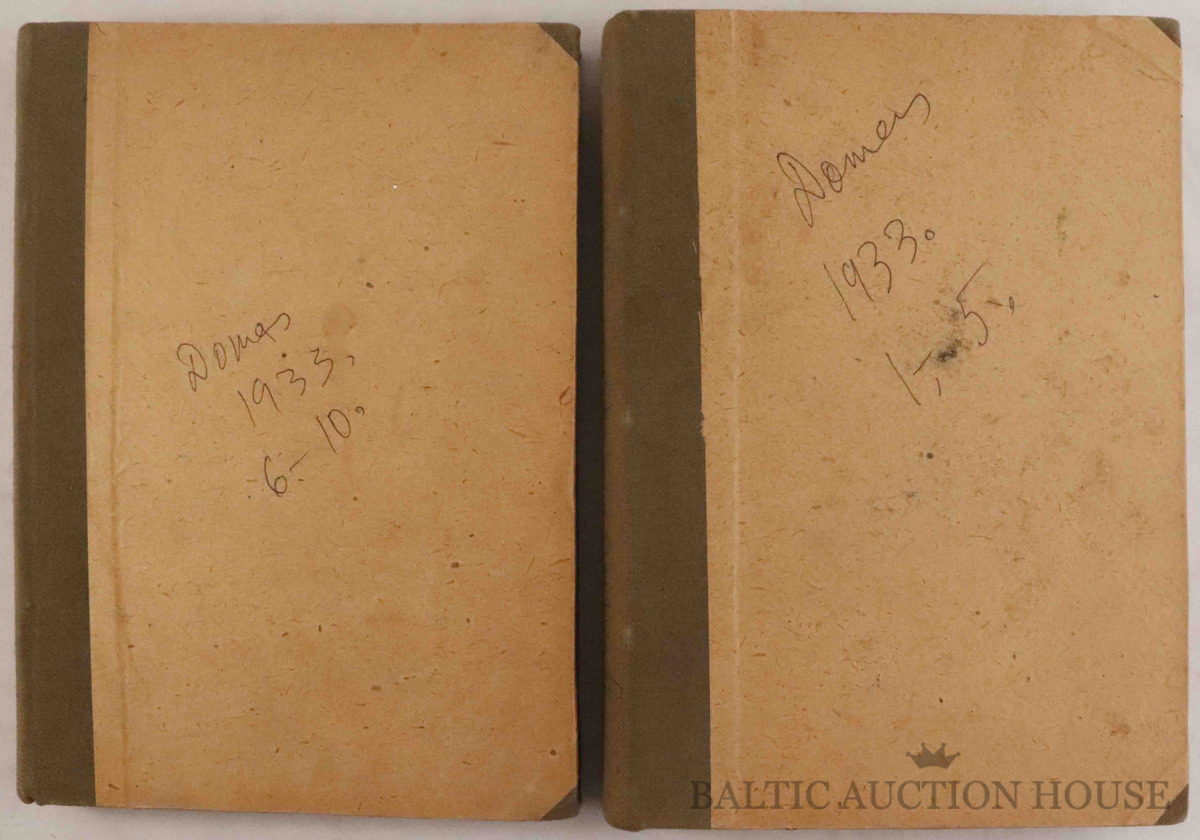 Domas
1933.
6-10.
Domas
1933.
1.-5.
BALTIC AUCTION HOUSE